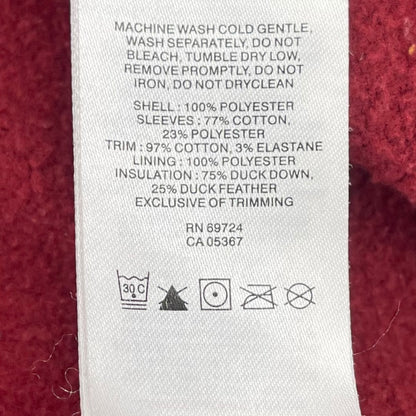 MACHINE WASH COLD GENTLE,
WASH SEPARATELY, DO NOT
BLEACH, TUMBLE DRY LOW,
REMOVE PROMPTLY, DO NOT
IRON, DO NOT DRYCLEAN
SHELL : 100% POLYESTER
SLEEVES : 77% COTTON,
23% POLYESTER
TRIM : 97% COTTON, 3% ELASTANE
LINING : 100% POLYESTER
INSULATION : 75% DUCK DOWN,
25% DUCK FEATHER
EXCLUSIVE OF TRIMMING
RN 69724
CA 05367
30 C